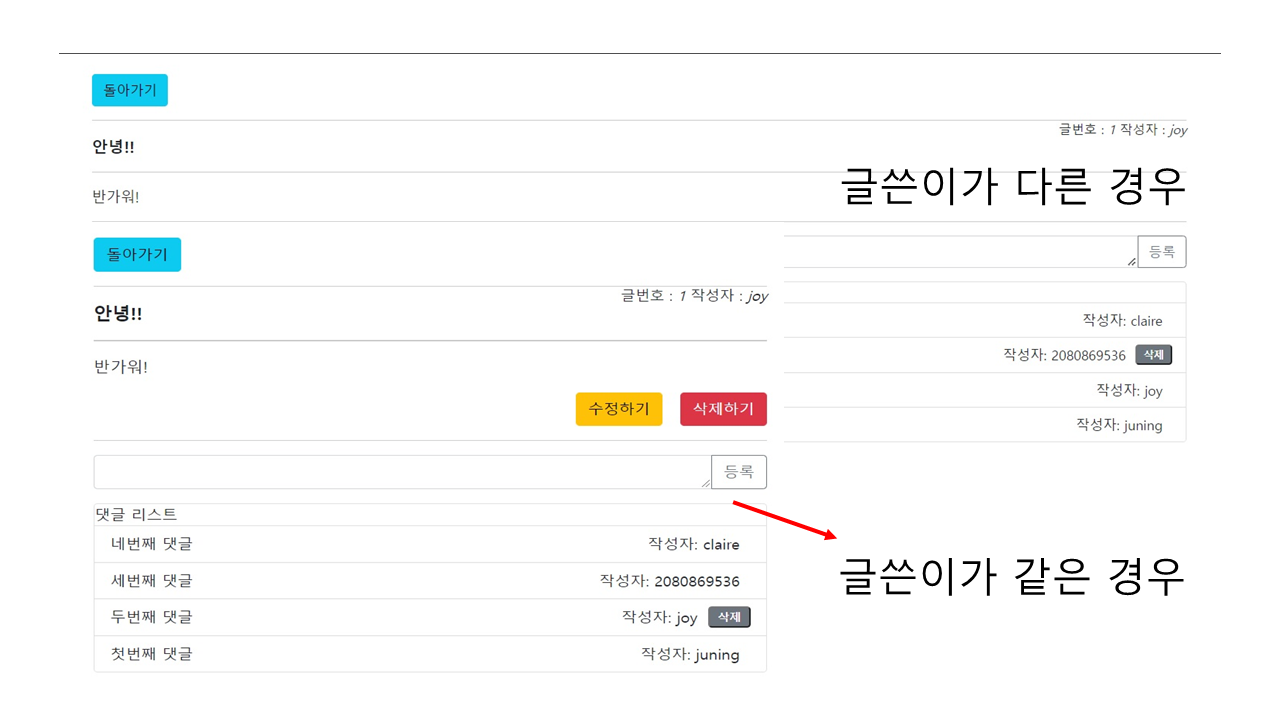 돌아가기
글번호 : 1 작성자 : joy
안녕!!
반가워!
글쓴이가 다른 경우
등록
작성자: claire
작성자: 2080869536 삭제
작성자: joy
작성자: juning
돌아가기
글번호 : 1 작성자 : joy
안녕!!
반가워!
수정하기 삭제하기
등록
댓글 리스트
네번째 댓글 작성자: claire
세번째 댓글 작성자: 2080869536
두번째 댓글 작성자: joy 삭제
첫번째 댓글 작성자: juning
글쓴이가 같은 경우